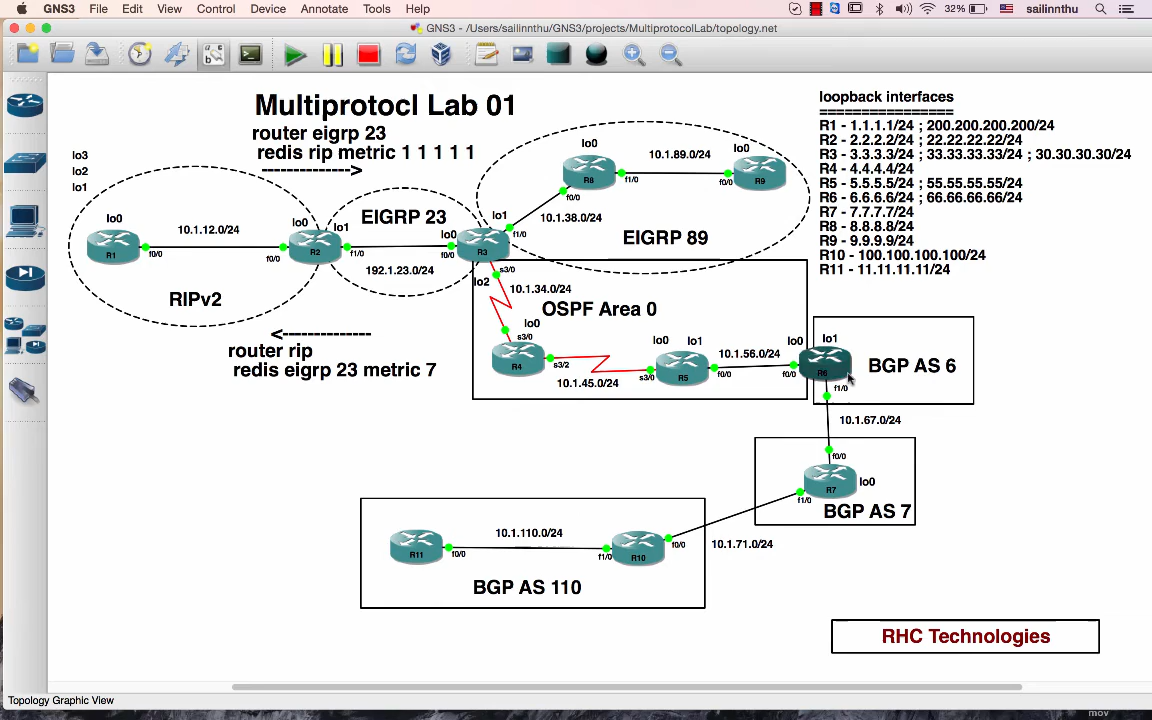 GNS3 File Edit View Control Device Annotate Tools Help 32% sailinnthu
GNS3 - /Users/sailinnthu/GNS3/projects/MultiprotocolLab/topology.net
Multiprotocl Lab 01
router eigrp 23
redis rip metric 1 1 1 1 1
-------------->
loopback interfaces
================
R1 - 1.1.1.1/24 ; 200.200.200.200/24
R2 - 2.2.2.2/24 ; 22.22.22.22/24
R3 - 3.3.3.3/24 ; 33.33.33.33/24 ; 30.30.30.30/24
R4 - 4.4.4.4/24
R5 - 5.5.5.5/24 ; 55.55.55.55/24
R6 - 6.6.6.6/24 ; 66.66.66.66/24
R7 - 7.7.7.7/24
R8 - 8.8.8.8/24
R9 - 9.9.9.9/24
R10 - 100.100.100.100/24
R11 - 11.11.11.11/24
lo3
lo2
lo1
lo0
R1
f0/0
10.1.12.0/24
RIPv2
lo0
lo1
f0/0
R2
f1/0
EIGRP 23
192.1.23.0/24
lo0
lo1
f0/0
R3
f1/0
s3/0
lo2
10.1.38.0/24
lo0
R8
f0/0
f1/0
10.1.89.0/24
lo0
f0/0
R9
EIGRP 89
10.1.34.0/24
OSPF Area 0
lo0
s3/0
R4
s3/2
10.1.45.0/24
lo0
lo1
s3/0
R5
f0/0
10.1.56.0/24
lo0
lo1
f0/0
R6
f1/0
BGP AS 6
<--------------
router rip
redis eigrp 23 metric 7
10.1.67.0/24
f0/0
R7
lo0
f1/0
BGP AS 7
10.1.71.0/24
R11
f0/0
10.1.110.0/24
f1/0
R10
f0/0
BGP AS 110
RHC Technologies
Topology Graphic View
mov